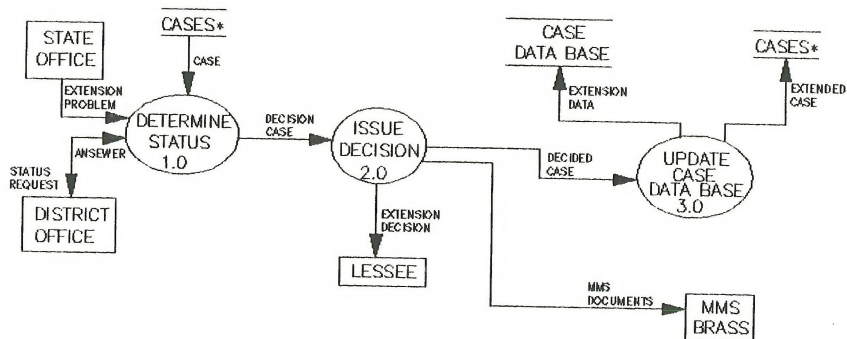 STATE
OFFICE
CASES*
CASE
EXTENSION
PROBLEM
DETERMINE
STATUS
1.0
ANSEWER
STATUS
REQUEST
DISTRICT
OFFICE
DECISION
CASE
ISSUE
DECISION
2.0
EXTENSION
DECISION
LESSEE
DECIDED
CASE
MMS
DOCUMENTS
MMS
BRASS
CASE
DATA BASE
EXTENSION
DATA
CASES*
EXTENDED
CASE
UPDATE
CASE
DATA BASE
3.0